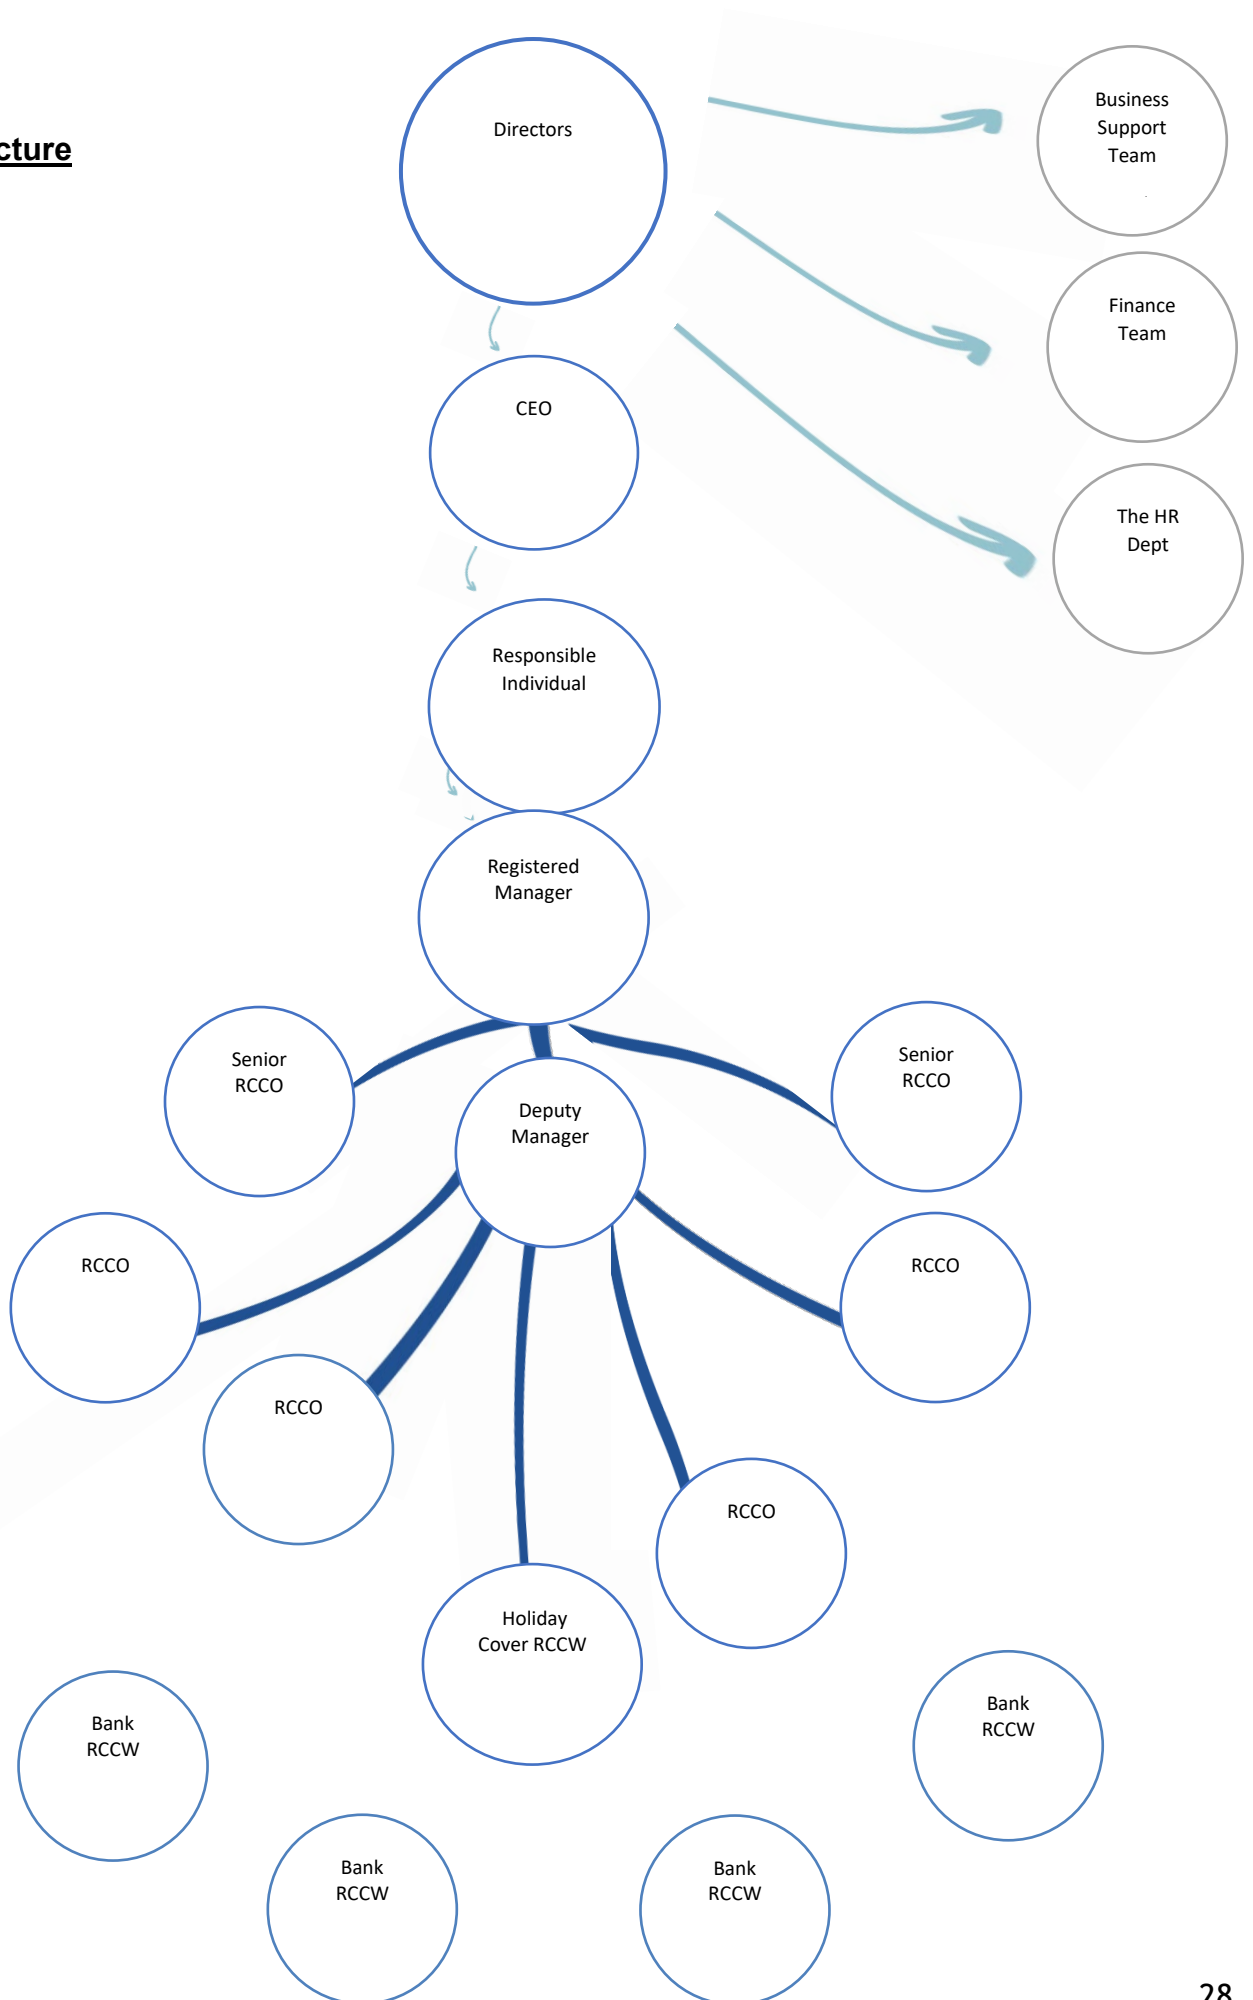 cture
Directors
Business
Support
Team
Finance
Team
CEO
The HR
Dept
Responsible
Individual
Registered
Manager
Senior
RCCO
Senior
RCCO
Deputy
Manager
RCCO
RCCO
RCCO
RCCO
Holiday
Cover RCCW
Bank
RCCW
Bank
RCCW
Bank
RCCW
Bank
RCCW
28